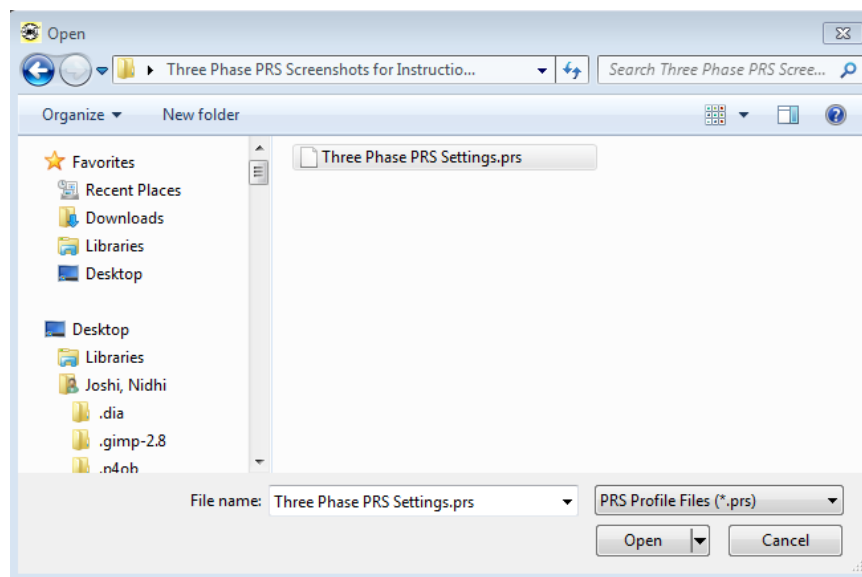 Open
Three Phase PRS Screenshots for Instructio...
Search Three Phase PRS Scree...
Organize
New folder
Favorites
Recent Places
Downloads
Libraries
Desktop
Desktop
Libraries
Joshi, Nidhi
.dia
.gimp-2.8
.p4qb
Three Phase PRS Settings.prs
File name:
Three Phase PRS Settings.prs
PRS Profile Files (*.prs)
Open
Cancel